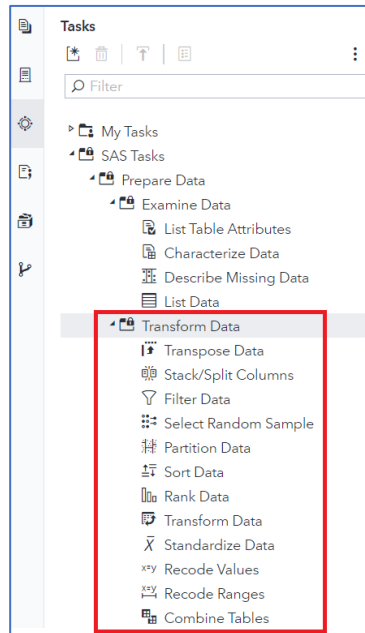 Tasks
Filter
My Tasks
SAS Tasks
Prepare Data
Examine Data
List Table Attributes
Characterize Data
Describe Missing Data
List Data
Transform Data
Transpose Data
Stack/Split Columns
Filter Data
Select Random Sample
Partition Data
Sort Data
Rank Data
Transform Data
Standardize Data
Recode Values
Recode Ranges
Combine Tables